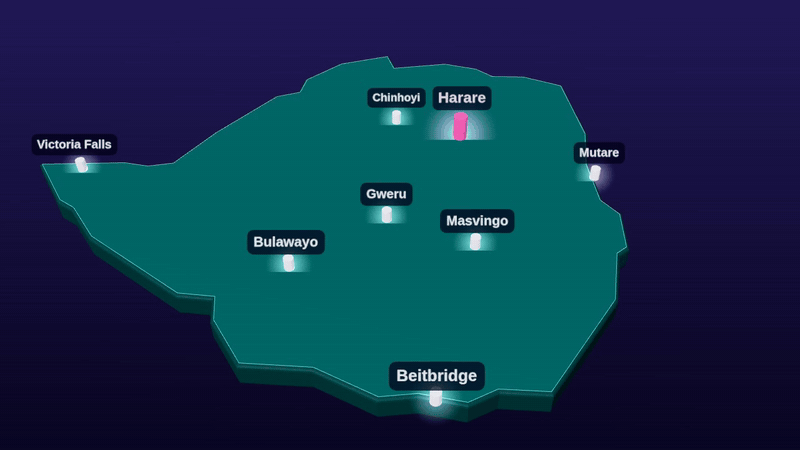 Chinhoyi
Harare
Victoria Falls
Mutare
Gweru
Masvingo
Bulawayo
Beitbridge